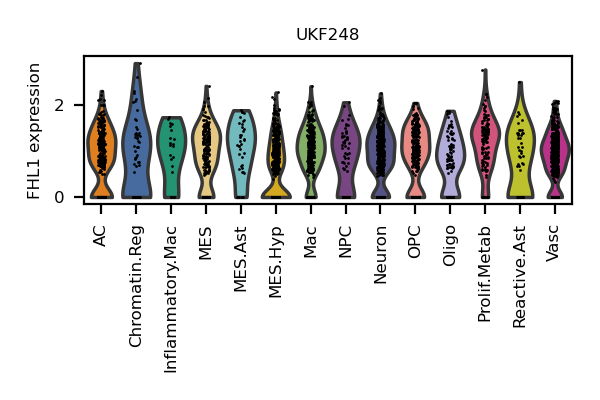 UKF248
FHL1 expression
2
0
AC
Chromatin.Reg
Inflammatory.Mac
MES
MES.Ast
MES.Hyp
Mac
NPC
Neuron
OPC
Oligo
Prolif.Metab
Reactive.Ast
Vasc